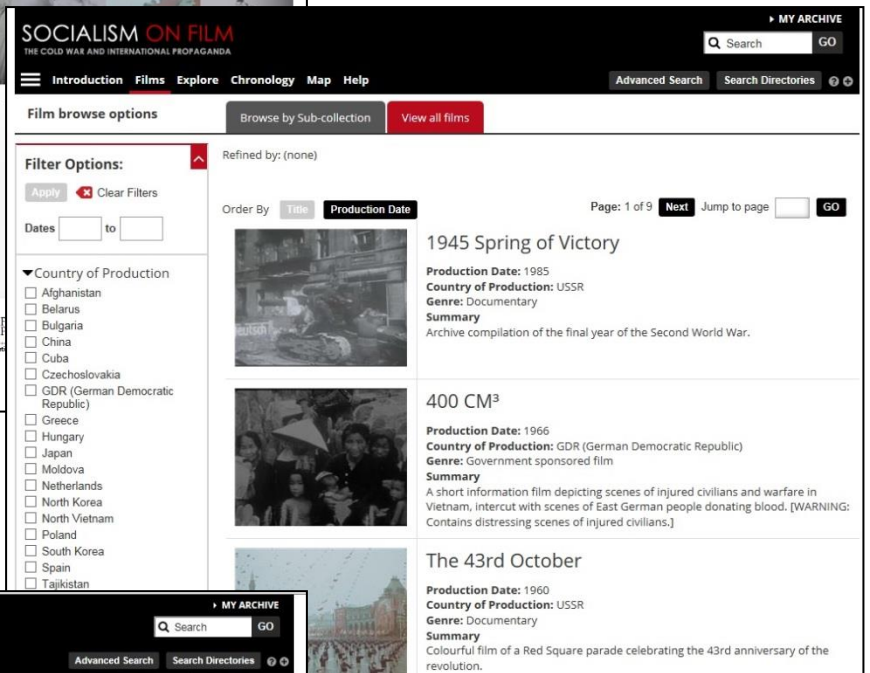 SOCIALISM ON FILM
THE COLD WAR AND INTERNATIONAL PROPAGANDA
MY ARCHIVE
Search GO
Introduction Films Explore Chronology Map Help
Advanced Search Search Directories
Film browse options
Browse by Sub-collection
View all films
Filter Options:
Apply Clear Filters
Dates to
Country of Production
Afghanistan
Belarus
Bulgaria
China
Cuba
Czechoslovakia
GDR (German Democratic
Republic)
Greece
Hungary
Japan
Moldova
Netherlands
North Korea
North Vietnam
Poland
South Korea
Spain
Tajikistan
Refined by: (none)
Order By Title Production Date
Page: 1 of 9 Next Jump to page GO
1945 Spring of Victory
Production Date: 1985
Country of Production: USSR
Genre: Documentary
Summary
Archive compilation of the final year of the Second World War.
400 CM³
Production Date: 1966
Country of Production: GDR (German Democratic Republic)
Genre: Government sponsored film
Summary
A short information film depicting scenes of injured civilians and warfare in
Vietnam, intercut with scenes of East German people donating blood. [WARNING:
Contains distressing scenes of injured civilians.]
The 43rd October
Production Date: 1960
Country of Production: USSR
Genre: Documentary
Summary
Colourful film of a Red Square parade celebrating the 43rd anniversary of the
revolution.
MY ARCHIVE
Search GO
Advanced Search Search Directories